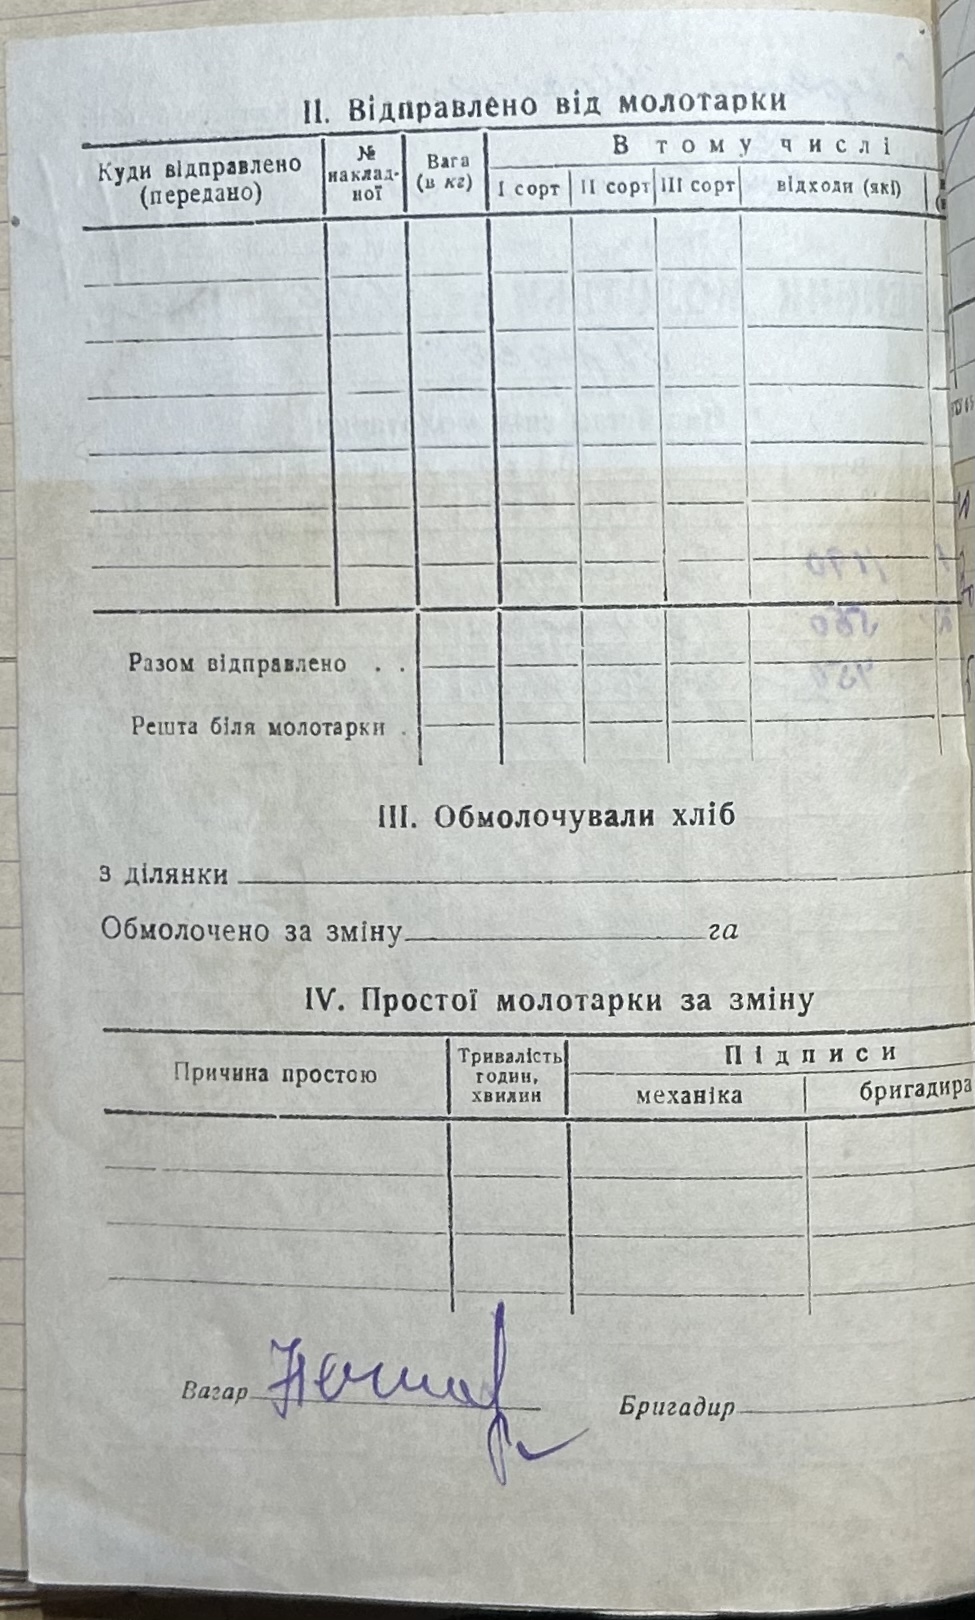 II. Відправлено від молотарки
Куди відправлено (передано)
№ наклад-ної
Вага (в кг)
В тому числі
I сорт
II сорт
III сорт
відходи (які)
Разом відправлено . .
Решта біля молотарки .
III. Обмолочували хліб
з ділянки
Обмолочено за зміну га
IV. Простої молотарки за зміну
Причина простою
Тривалість годин, хвилин
Підписи
механіка
бригадира
Вагар
Бригадир